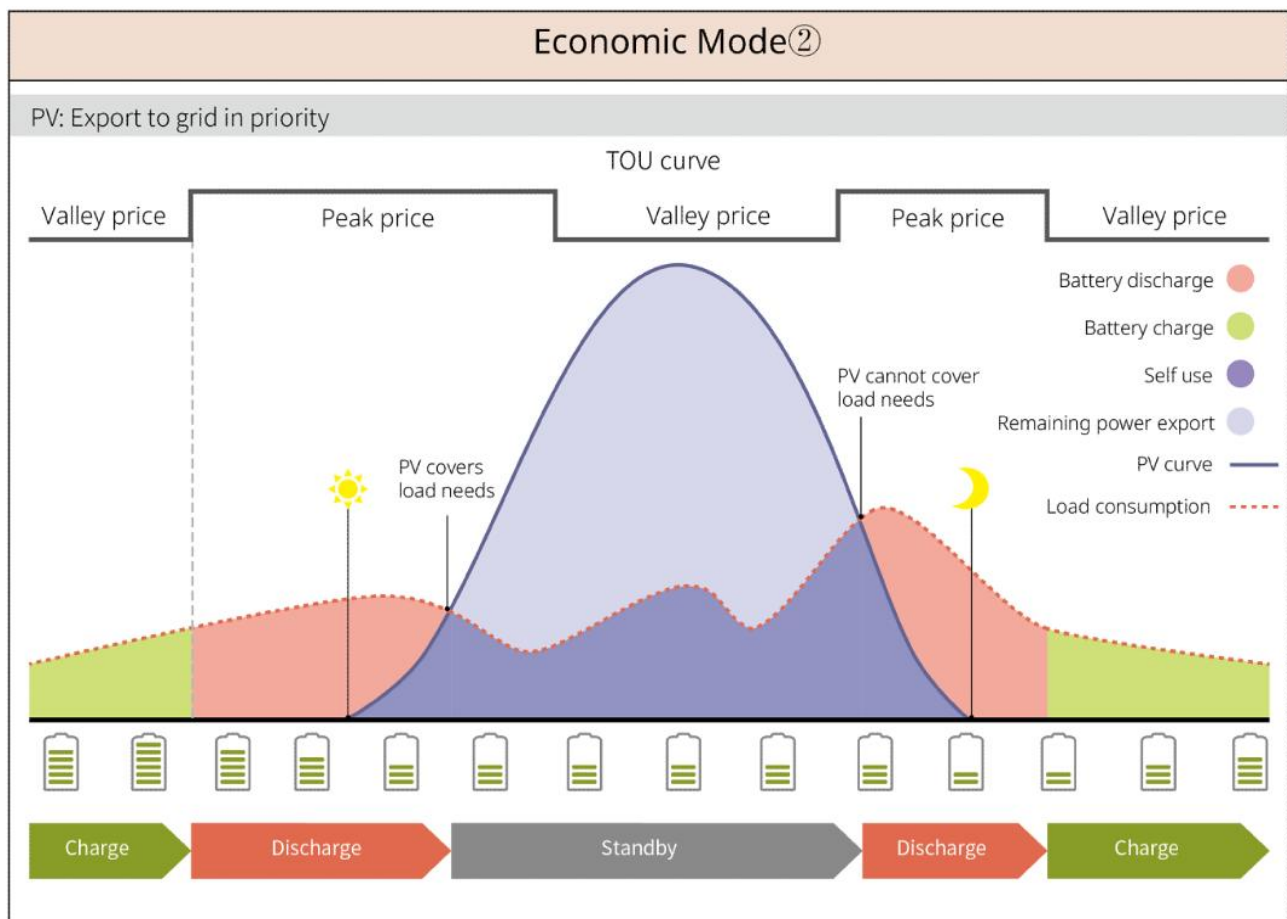 Economic Mode②
PV: Export to grid in priority
TOU curve
Valley price
Peak price
Valley price
Peak price
Valley price
Battery discharge
Battery charge
Self use
Remaining power export
PV curve
Load consumption
PV cannot cover
load needs
PV covers
load needs
Charge
Discharge
Standby
Discharge
Charge